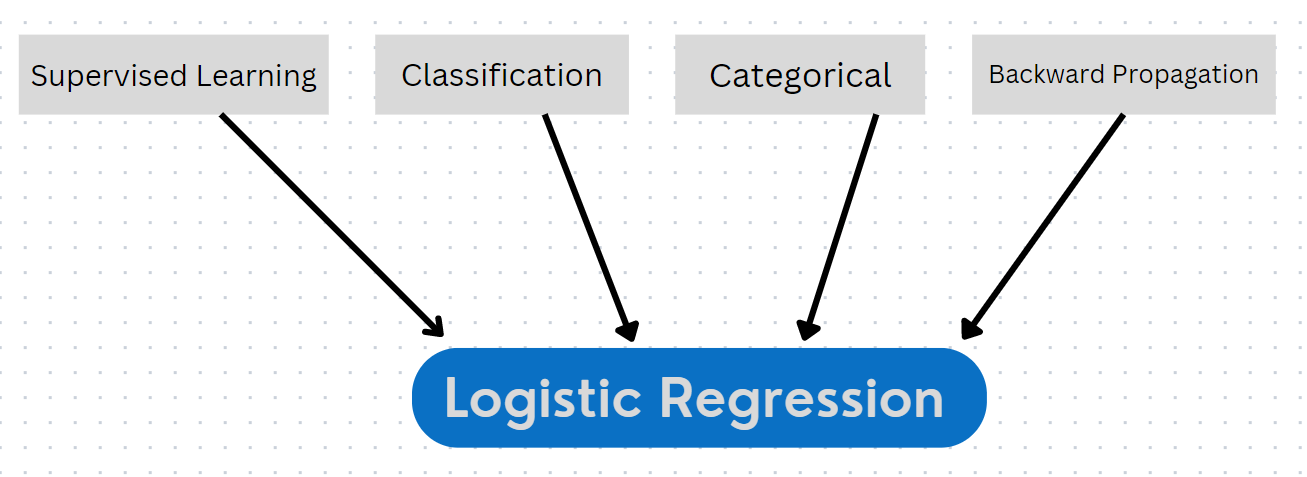 Supervised Learning
Classification
Categorical
Backward Propagation
Logistic Regression